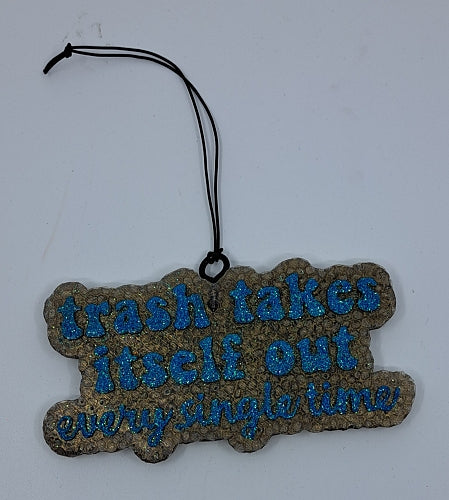 trash takes
itself out
every single time